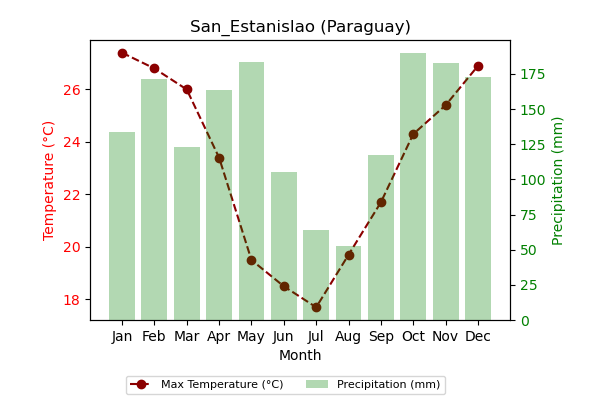 San_Estanislao (Paraguay)
Temperature (°C)
26
24
22
20
18
175
150
125
100
75
50
25
0
Precipitation (mm)
Jan Feb Mar Apr May Jun Jul Aug Sep Oct Nov Dec
Month
Max Temperature (°C) Precipitation (mm)